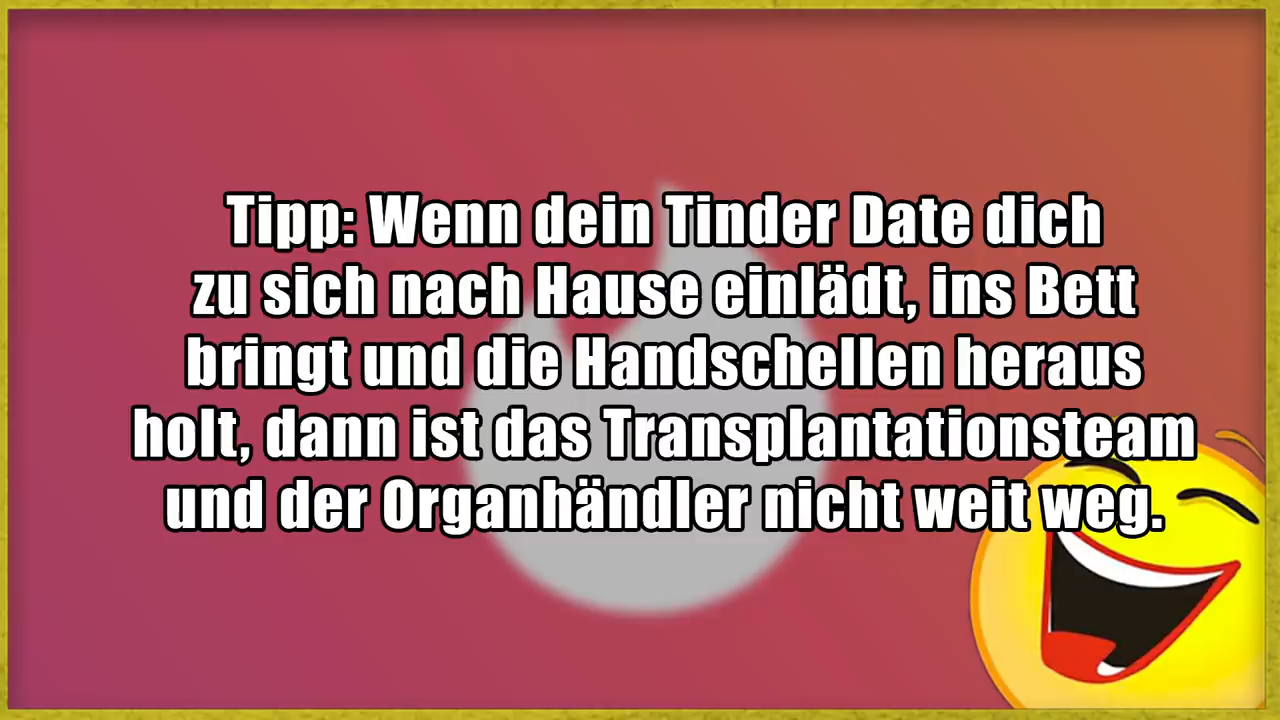 Tipp: Wenn dein Tinder Date dich
zu sich nach Hause einlädt, ins Bett
bringt und die Handschellen heraus
holt, dann ist das Transplantationsteam
und der Organhändler nicht weit weg.